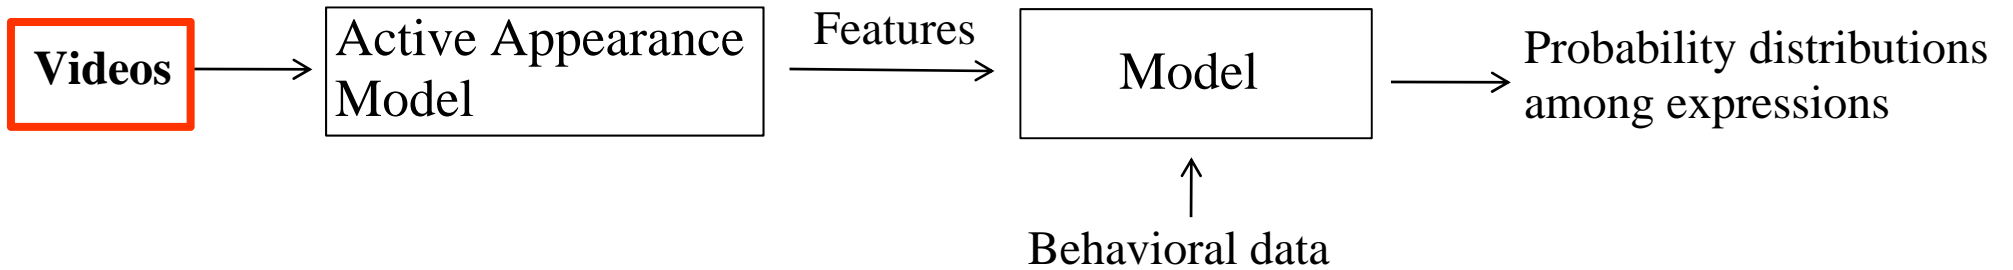 Videos
Active Appearance
Model
Features
Model
Probability distributions
among expressions
Behavioral data